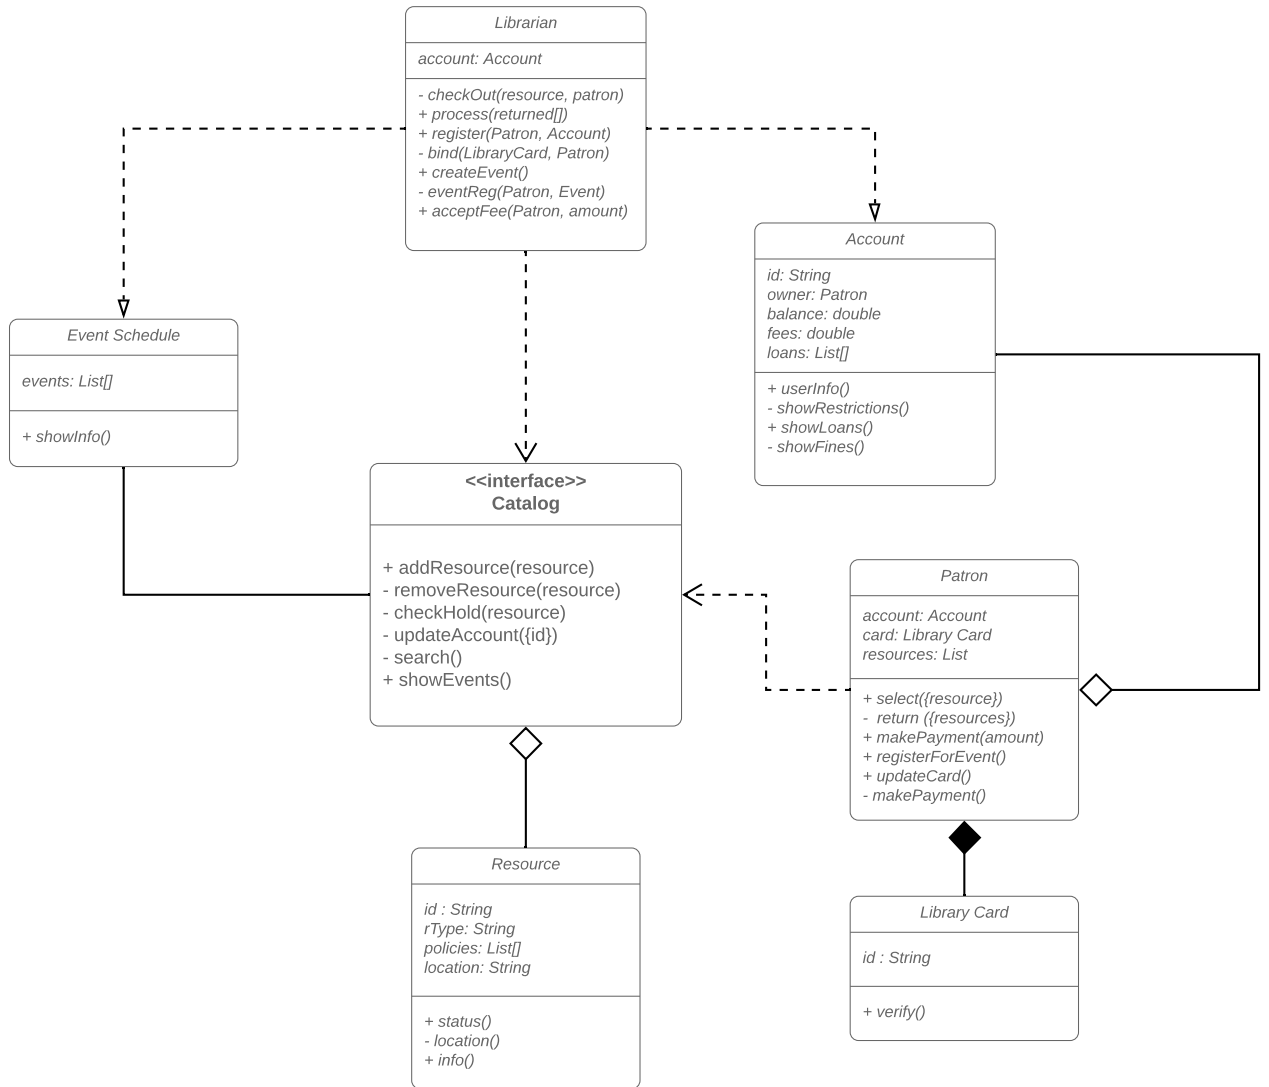 Librarian
account: Account
- checkOut(resource, patron)
+ process(returned[])
+ register(Patron, Account)
- bind(LibraryCard, Patron)
+ createEvent()
- eventReg(Patron, Event)
+ acceptFee(Patron, amount)
Account
id: String
owner: Patron
balance: double
fees: double
loans: List[]
+ userInfo()
- showRestrictions()
+ showLoans()
- showFines()
Event Schedule
events: List[]
+ showInfo()
<<interface>>
Catalog
+ addResource(resource)
- removeResource(resource)
- checkHold(resource)
- updateAccount({id})
- search()
+ showEvents()
Patron
account: Account
card: Library Card
resources: List
+ select({resource})
-  return ({resources})
+ makePayment(amount)
+ registerForEvent()
+ updateCard()
- makePayment()
Resource
id : String
rType: String
policies: List[]
location: String
+ status()
- location()
+ info()
Library Card
id : String
+ verify()